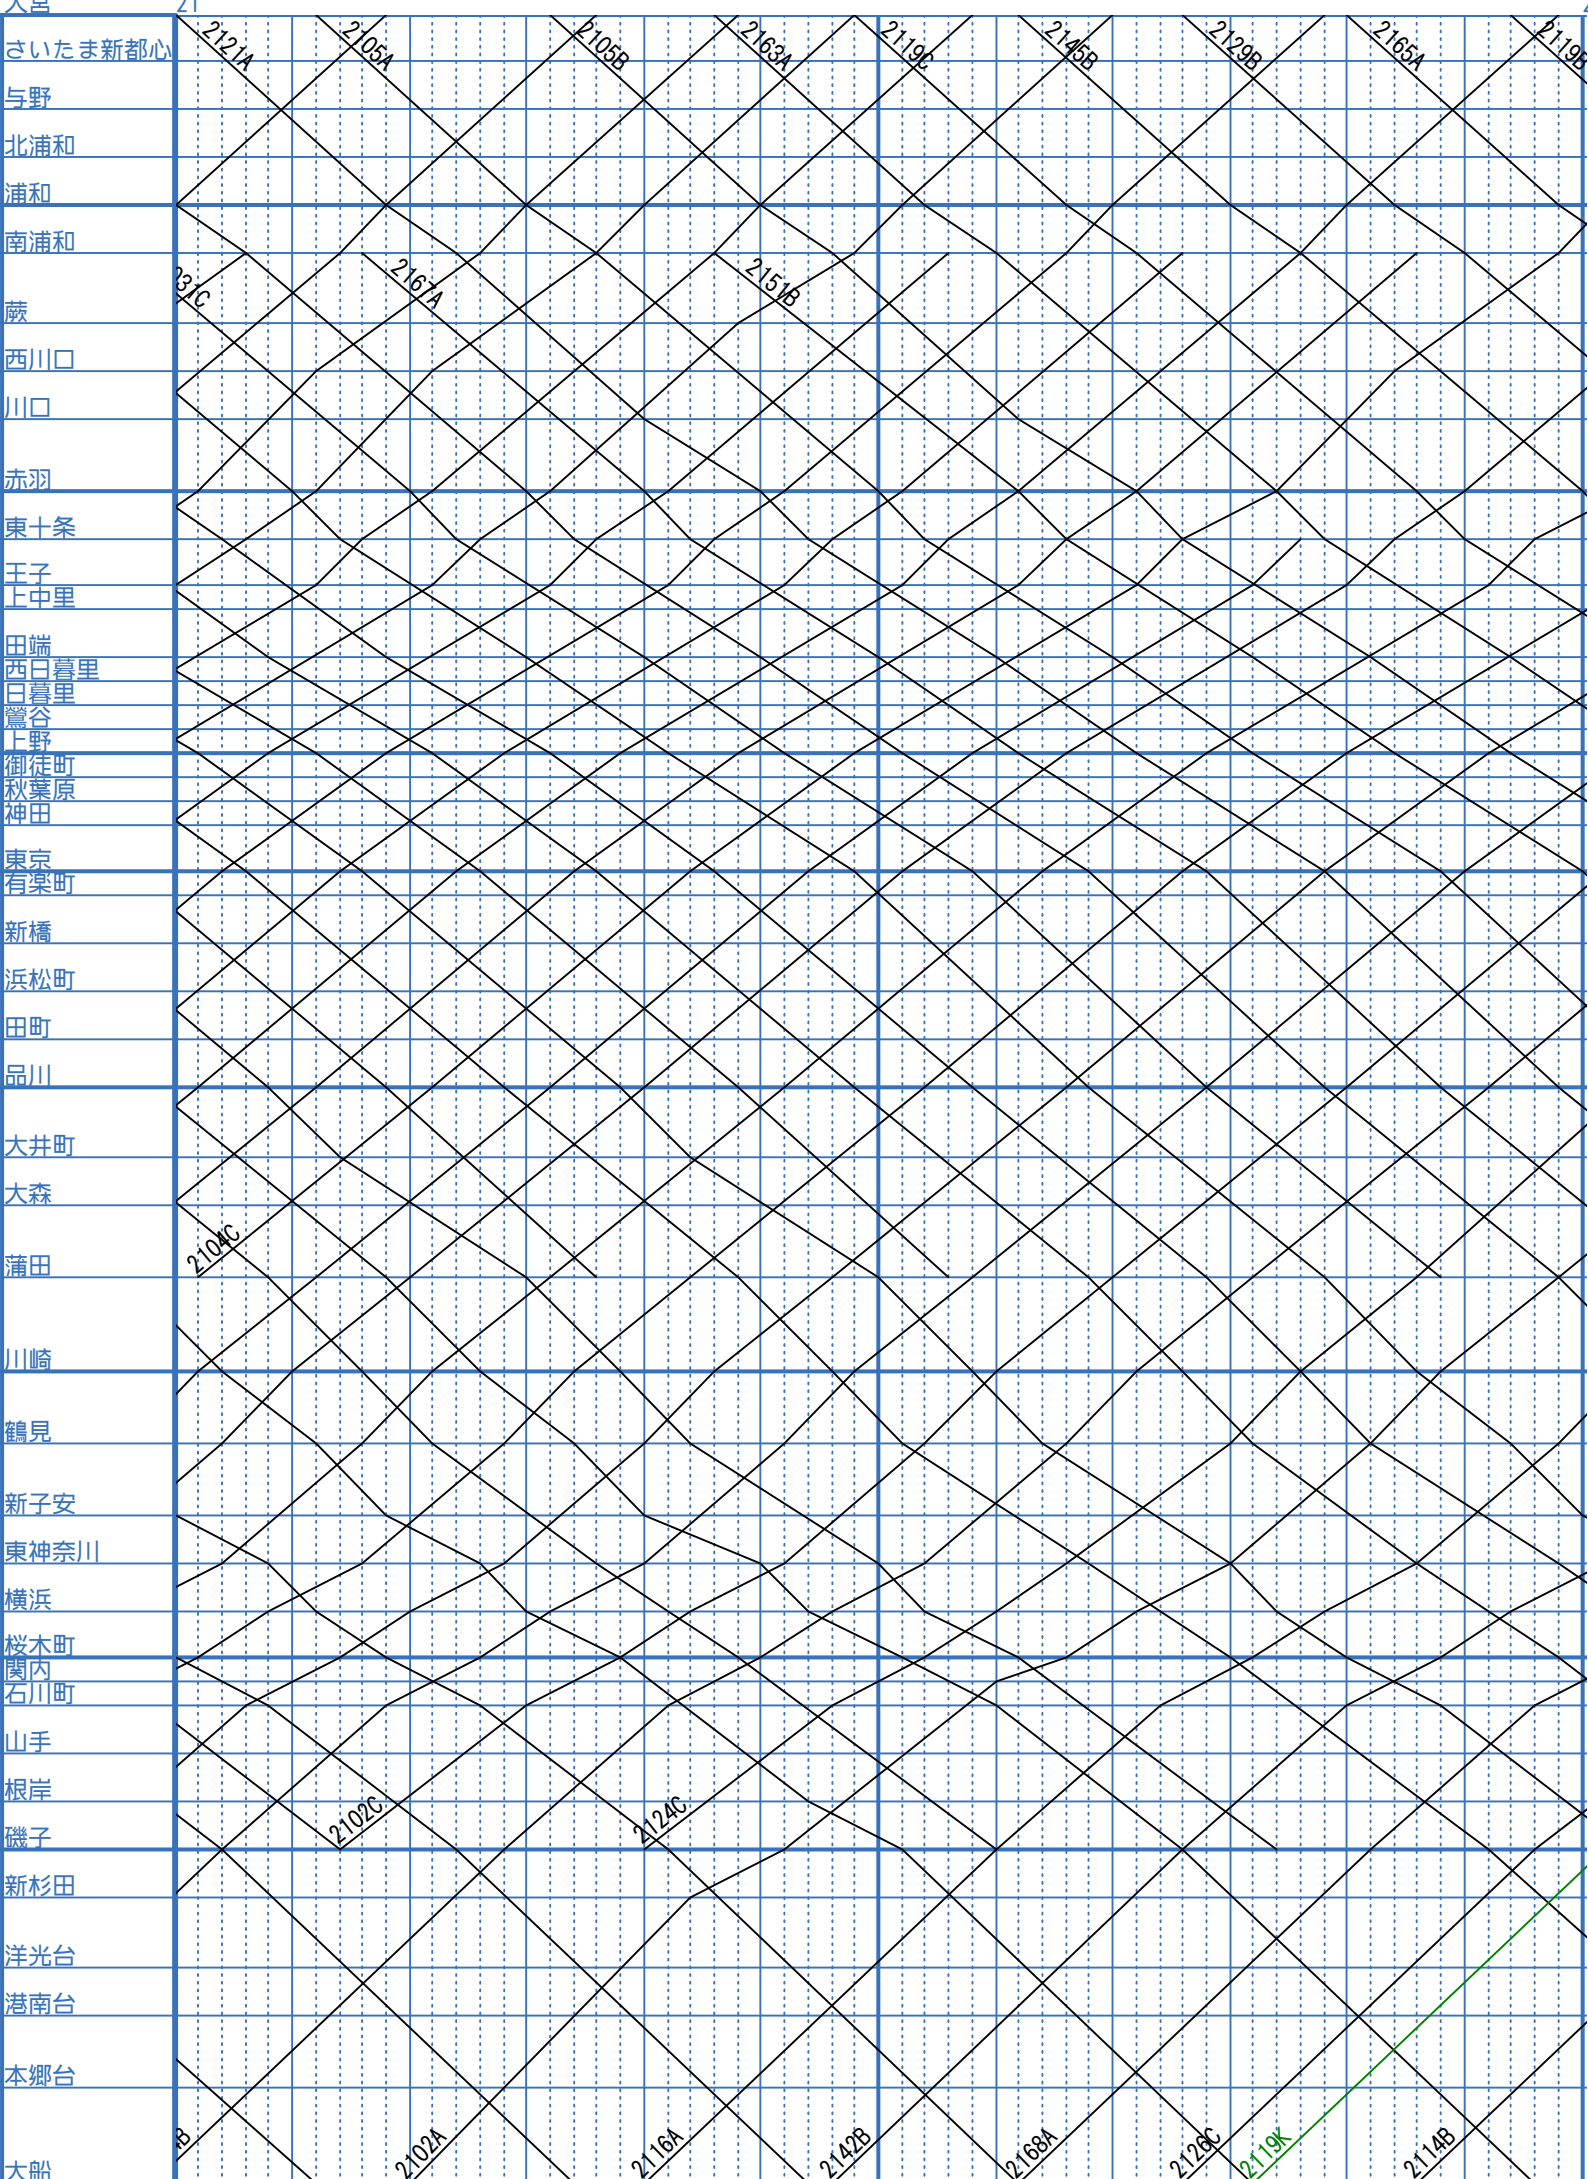 大宮
21
さいたま新都心
2121A
2105A
2105B
2163A
2119C
2145B
2129B
2165A
与野
北浦和
浦和
南浦和
2167A
2151B
蕨
西川口
川口
赤羽
東十条
王子
上中里
田端
西日暮里
日暮里
鶯谷
上野
御徒町
秋葉原
神田
東京
有楽町
新橋
浜松町
田町
品川
大井町
大森
2104C
蒲田
川崎
鶴見
新子安
東神奈川
横浜
桜木町
関内
石川町
山手
根岸
2102C
2124C
磯子
新杉田
洋光台
港南台
本郷台
2102A
2116A
2142B
2168A
2126C
2119K
2114B
大船